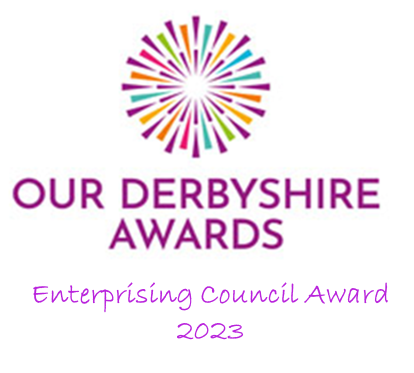 OUR DERBYSHIRE
AWARDS
Enterprising Council Award
2023